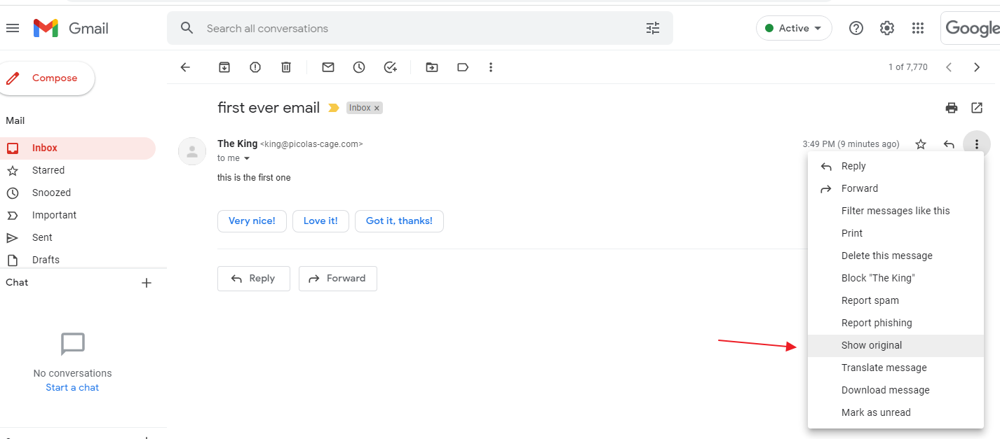 Gmail
Search all conversations
Active
Google
Compose
1 of 7,770
first ever email
Inbox ×
Mail
Inbox
Starred
Snoozed
Important
Sent
Drafts
Chat
No conversations
Start a chat
The King <king@picolas-cage.com>
3:49 PM (9 minutes ago)
to me
this is the first one
Very nice!
Love it!
Got it, thanks!
Reply
Forward
Reply
Forward
Filter messages like this
Print
Delete this message
Block "The King"
Report spam
Report phishing
Show original
Translate message
Download message
Mark as unread